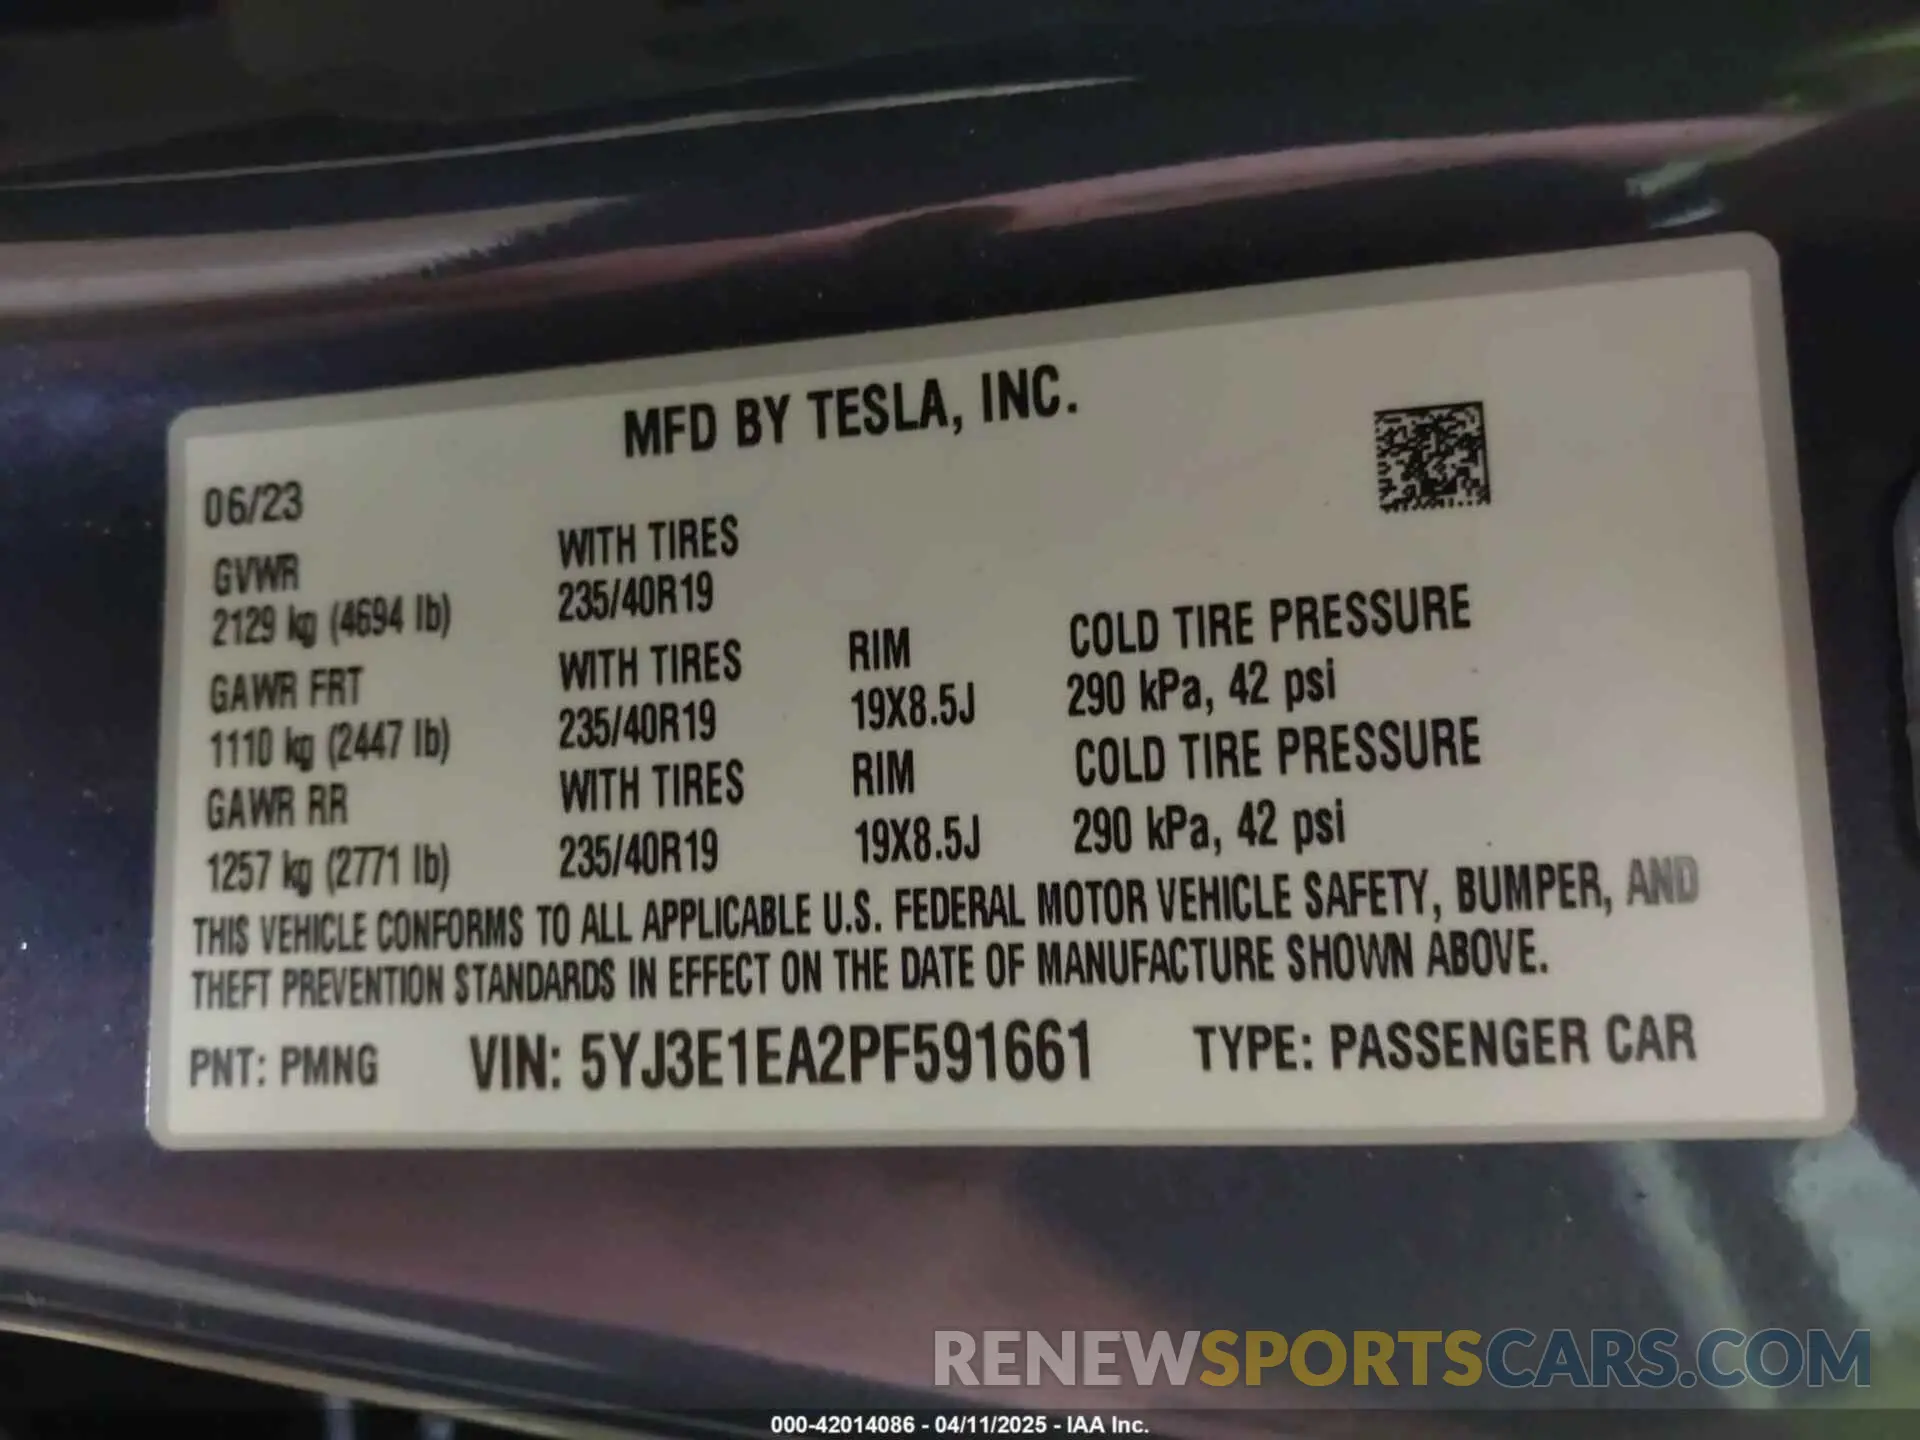 MFD BY TESLA, INC.
06/23
GVWR WITH TIRES
2129 kg (4694 lb) 235/40R19
GAWR FRT WITH TIRES RIM COLD TIRE PRESSURE
1110 kg (2447 lb) 235/40R19 19X8.5J 290 kPa, 42 psi
GAWR RR WITH TIRES RIM COLD TIRE PRESSURE
1257 kg (2771 lb) 235/40R19 19X8.5J 290 kPa, 42 psi
THIS VEHICLE CONFORMS TO ALL APPLICABLE U.S. FEDERAL MOTOR VEHICLE SAFETY, BUMPER, AND
THEFT PREVENTION STANDARDS IN EFFECT ON THE DATE OF MANUFACTURE SHOWN ABOVE.
PNT: PMNG VIN: 5YJ3E1EA2PF591661 TYPE: PASSENGER CAR
RENEWSPORTSCARS.COM
000-42014086 - 04/11/2025 - IAA Inc.